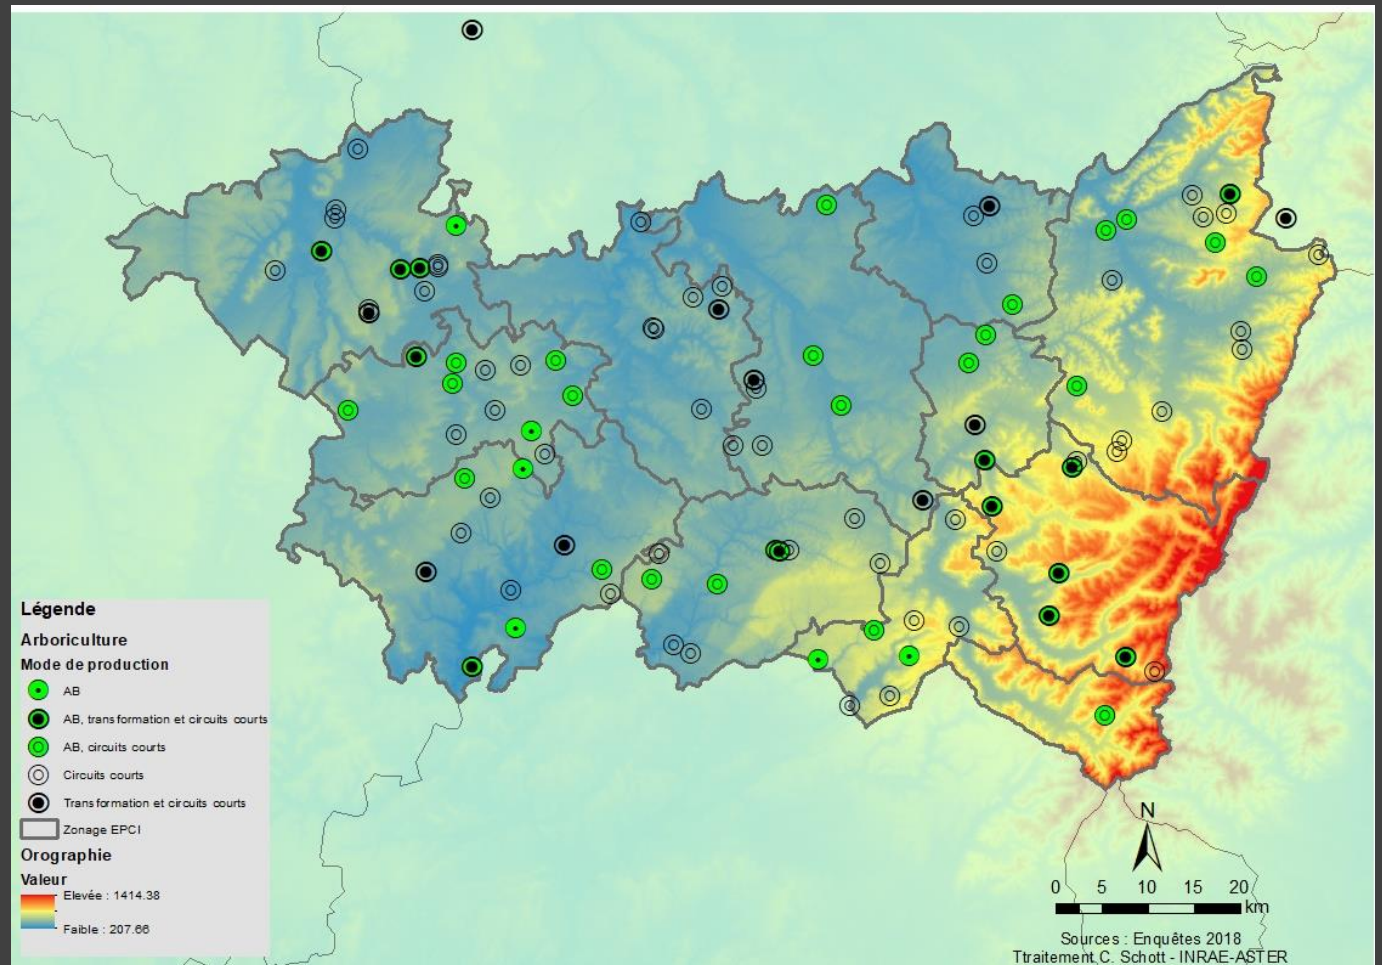 Légende
Arboriculture
Mode de production
AB
AB, transformation et circuits courts
AB, circuits courts
Circuits courts
Transformation et circuits courts
Zonage EPCI
Orographie
Valeur
Elevée : 1414.38
Faible : 207.66
N
0 5 10 15 20
km
Sources : Enquêtes 2018
Ttraitement C. Schott - INRAE-ASTER